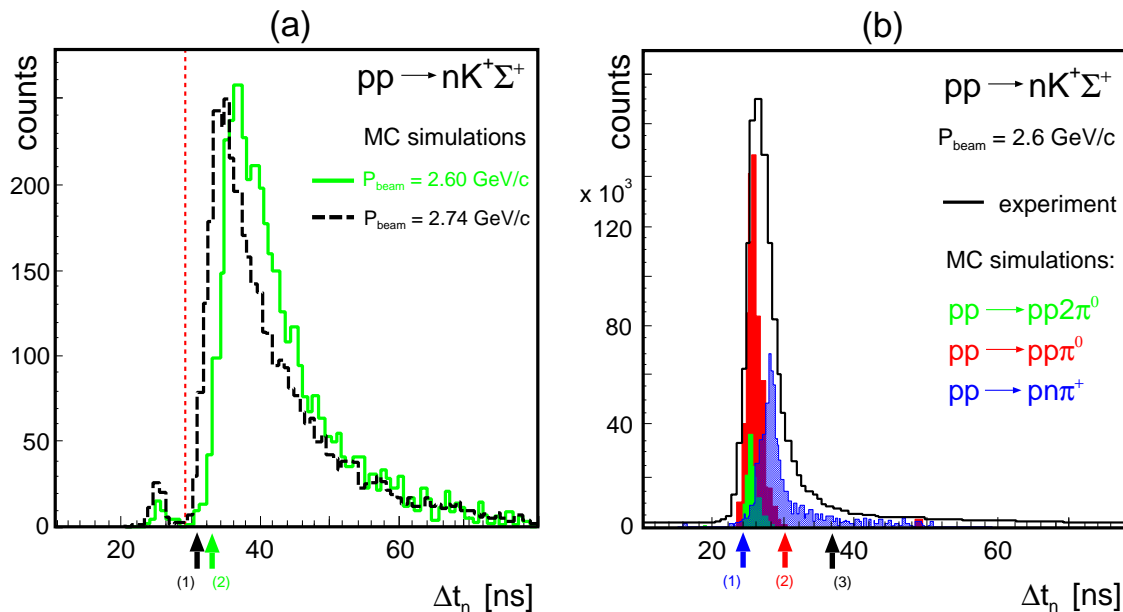 (a)
counts
pp → nK⁺Σ⁺
MC simulations
P_beam = 2.60 GeV/c
P_beam = 2.74 GeV/c
250
200
150
100
50
0
20 40 60
(1) (2)
Δt_n [ns]
(b)
counts
pp → nK⁺Σ⁺
P_beam = 2.6 GeV/c
x 10³
experiment
MC simulations:
pp → pp2π⁰
pp → ppπ⁰
pp → pnπ⁺
120
80
40
0
20 40 60
(1) (2) (3)
Δt_n [ns]